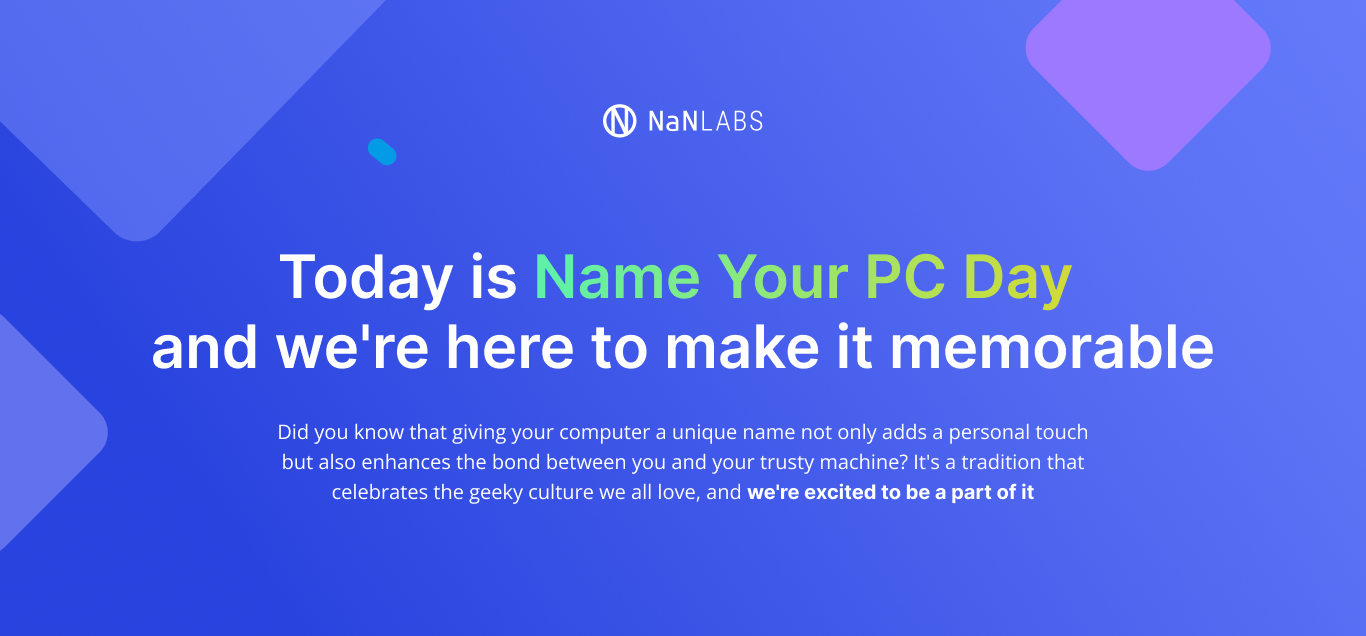 NaNLABS
Today is Name Your PC Day
and we're here to make it memorable
Did you know that giving your computer a unique name not only adds a personal touch
but also enhances the bond between you and your trusty machine? It's a tradition that
celebrates the geeky culture we all love, and we're excited to be a part of it